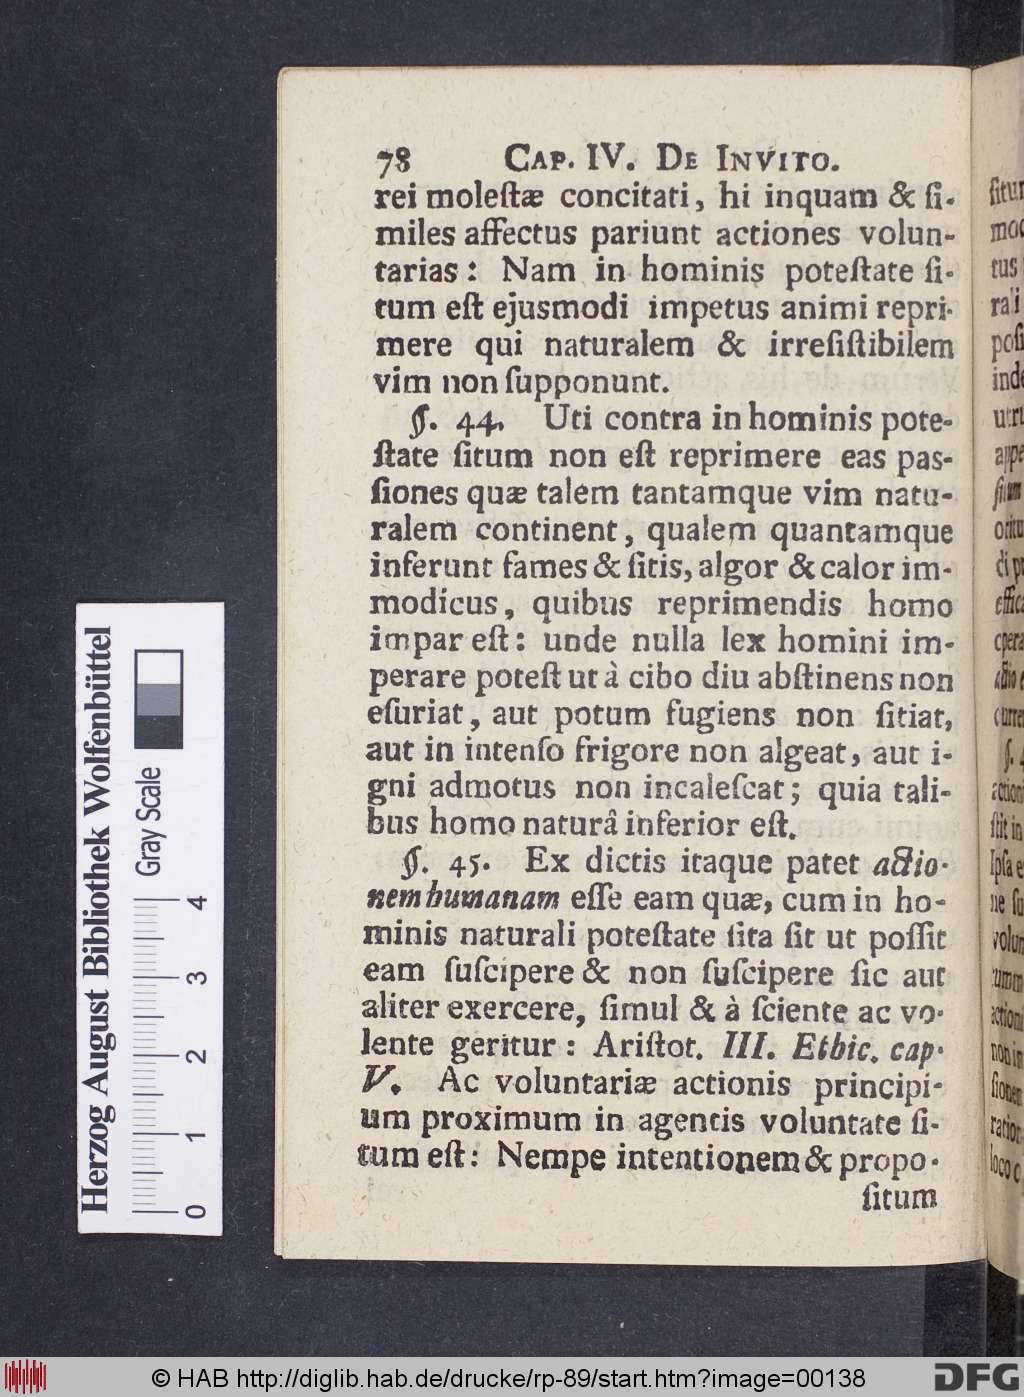 78 CAP. IV. DE INVITO.
rei moleſtæ concitati, hi inquam & ſi-
miles affectus pariunt actiones volun-
tarias: Nam in hominis poteſtate ſi-
tum eſt ejusmodi impetus animi repri-
mere qui naturalem & irreſiſtibilem
vim non ſupponunt.
§. 44. Uti contra in hominis pote-
ſtate ſitum non eſt reprimere eas pas-
ſiones quæ talem tantamque vim natu-
ralem continent, qualem quantamque
inferunt fames & ſitis, algor & calor im-
modicus, quibus reprimendis homo
impar eſt: unde nulla lex homini im-
perare poteſt ut à cibo diu abſtinens non
eſuriat, aut potum fugiens non ſitiat,
aut in intenſo frigore non algeat, aut i-
gni admotus non incaleſcat; quia tali-
bus homo naturâ inferior eſt.
§. 45. Ex dictis itaque patet actio-
nem humanam eſſe eam quæ, cum in ho-
minis naturali poteſtate ſita ſit ut poſſit
eam ſuſcipere & non ſuſcipere ſic aut
aliter exercere, ſimul & à ſciente ac vo-
lente geritur: Ariſtot. III. Ethic. cap.
V. Ac voluntariæ actionis principi-
um proximum in agentis voluntate ſi-
tum eſt: Nempe intentionem & propo-
ſitum
Herzog August Bibliothek Wolfenbüttel
Gray Scale
0 1 2 3 4
© HAB http://diglib.hab.de/drucke/rp-89/start.htm?image=00138
DFG